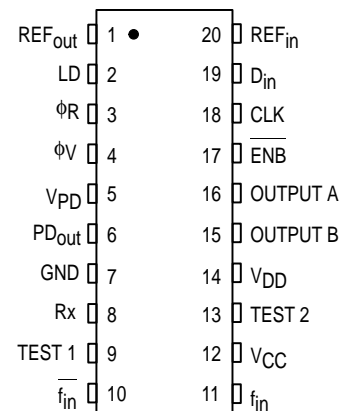 REFout 1 20 REFin
LD 2 19 Din
ϕR 3 18 CLK
ϕV 4 17 E̅N̅B̅
VPD 5 16 OUTPUT A
PDout 6 15 OUTPUT B
GND 7 14 VDD
Rx 8 13 TEST 2
TEST 1 9 12 VCC
f̅i̅n̅ 10 11 fin